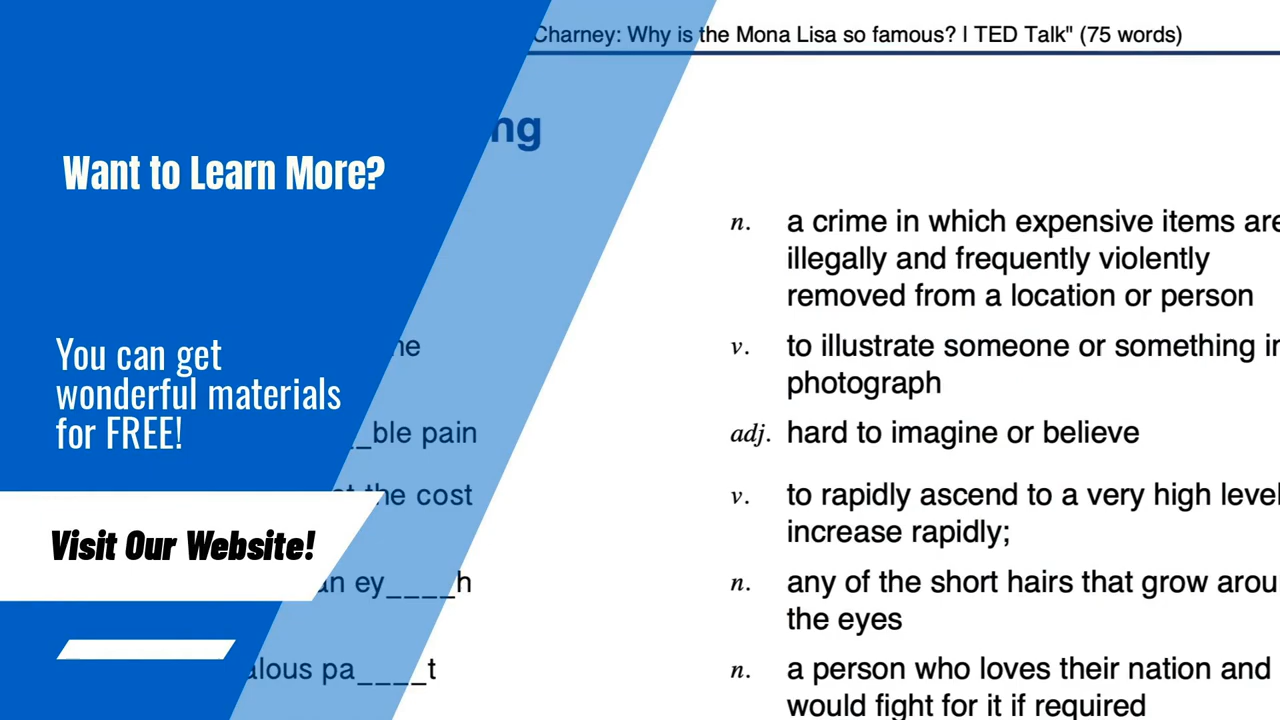 Charney: Why is the Mona Lisa so famous? | TED Talk" (75 words)
Want to Learn More?
You can get
wonderful materials
for FREE!
Visit Our Website!
ng
n. a crime in which expensive items are
illegally and frequently violently
removed from a location or person
ne
v. to illustrate someone or something in
photograph
_ble pain
adj. hard to imagine or believe
the cost
v. to rapidly ascend to a very high level
increase rapidly;
an ey____h
n. any of the short hairs that grow arou
the eyes
alous pa____t
n. a person who loves their nation and
would fight for it if required